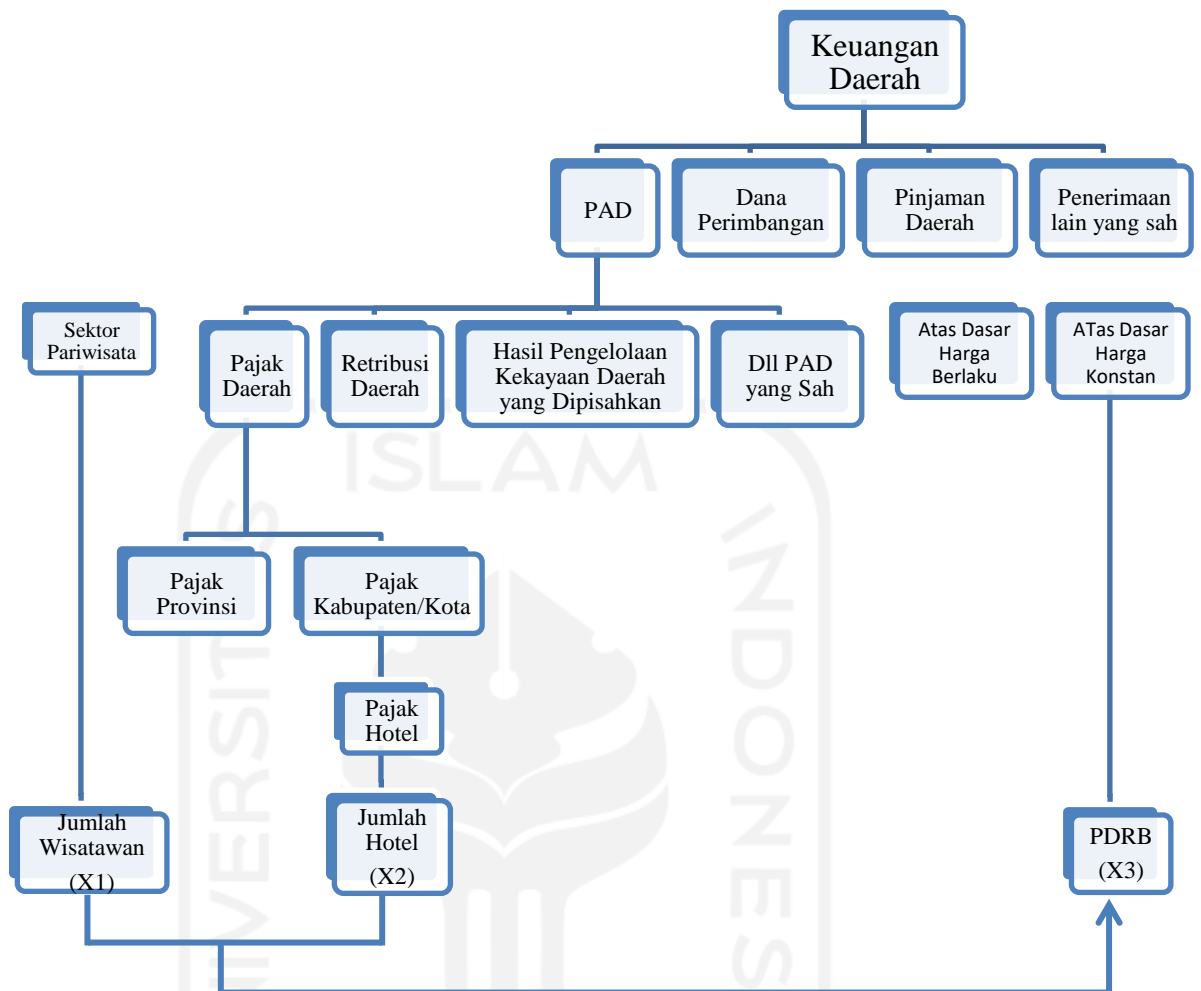 Keuangan
Daerah
PAD
Dana
Perimbangan
Pinjaman
Daerah
Penerimaan
lain yang sah
Sektor
Pariwisata
Pajak
Daerah
Retribusi
Daerah
Hasil Pengelolaan
Kekayaan Daerah
yang Dipisahkan
Dll PAD
yang Sah
Atas Dasar
Harga
Berlaku
ATas Dasar
Harga
Konstan
Pajak
Provinsi
Pajak
Kabupaten/Kota
Pajak
Hotel
Jumlah
Wisatawan
(X1)
Jumlah
Hotel
(X2)
PDRB
(X3)
ISLAM